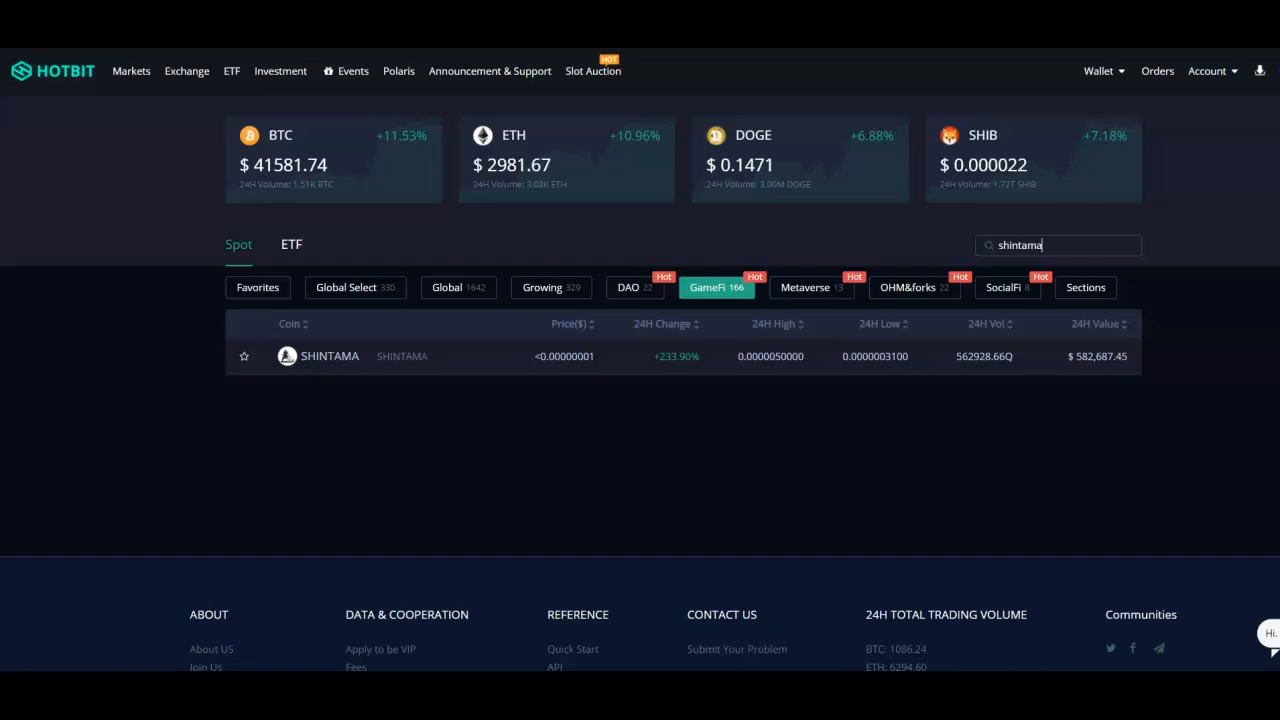 HOTBIT Markets Exchange ETF Investment Events Polaris Announcement & Support Slot Auction HOT Wallet Orders Account
BTC +11.53% ETH +10.96% DOGE +6.88% SHIB +7.18%
$ 41581.74 $ 2981.67 $ 0.1471 $ 0.000022
24H Volume: 1.51K BTC 24H Volume: 3.08K ETH 24H Volume: 3.00M DOGE 24H Volume: 1.72T SHIB
Spot ETF shintama
Favorites Global Select 330 Global 1642 Growing 329 DAO 22 Hot GameFi 166 Hot Metaverse 13 Hot OHM&forks 22 Hot SocialFi 8 Hot Sections
Coin Price($) 24H Change 24H High 24H Low 24H Vol 24H Value
SHINTAMA SHINTAMA <0.00000001 +233.90% 0.0000050000 0.0000003100 562928.66Q $ 582,687.45
ABOUT DATA & COOPERATION REFERENCE CONTACT US 24H TOTAL TRADING VOLUME Communities
Hi.
About US Apply to be VIP Quick Start Submit Your Problem BTC: 1086.24
Join Us Fees API ETH: 6294.60